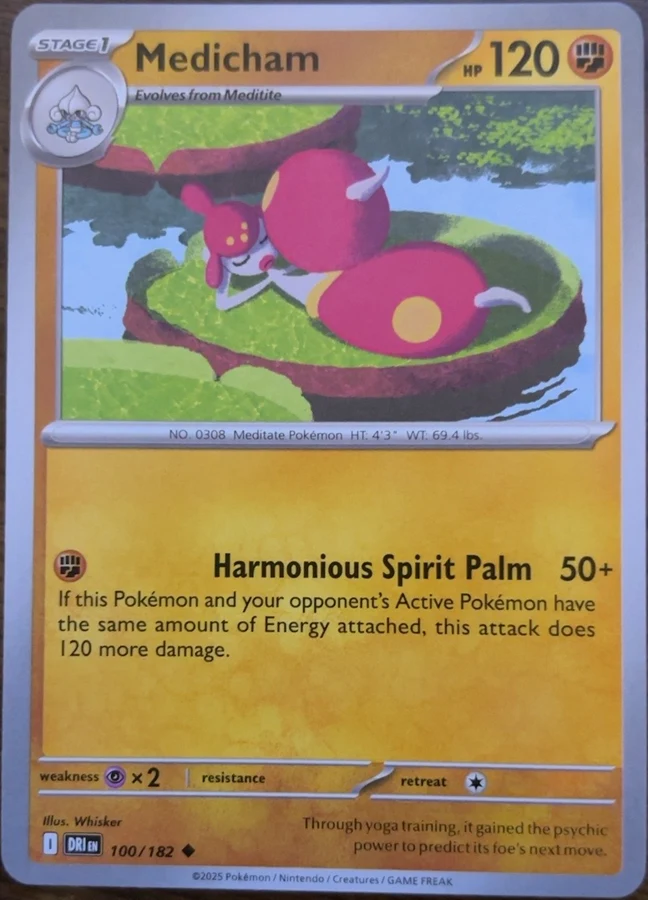 STAGE 1
Medicham
HP 120
Evolves from Meditite
NO. 0308 Meditate Pokémon HT: 4'3" WT: 69.4 lbs.
Harmonious Spirit Palm 50+
If this Pokémon and your opponent's Active Pokémon have
the same amount of Energy attached, this attack does
120 more damage.
weakness ×2 resistance retreat
Illus. Whisker
I DRI EN 100/182
Through yoga training, it gained the psychic
power to predict its foe's next move.
©2025 Pokémon / Nintendo / Creatures / GAME FREAK